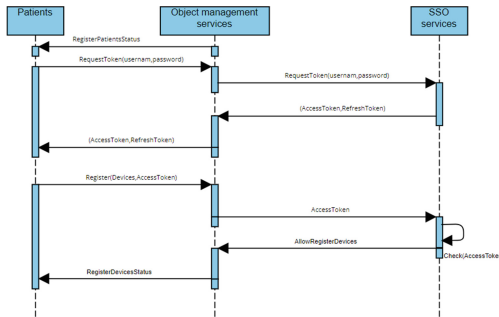 Patients
Object management
services
SSO
services
RegisterPatientsStatus
RequestToken(usernam,password)
RequestToken(usernam,password)
(AccessToken,RefreshToken)
(AccessToken,RefreshToken)
Register(Devices,AccessToken)
AccessToken
AllowRegisterDevices
Check(AccessToke
RegisterDevicesStatus